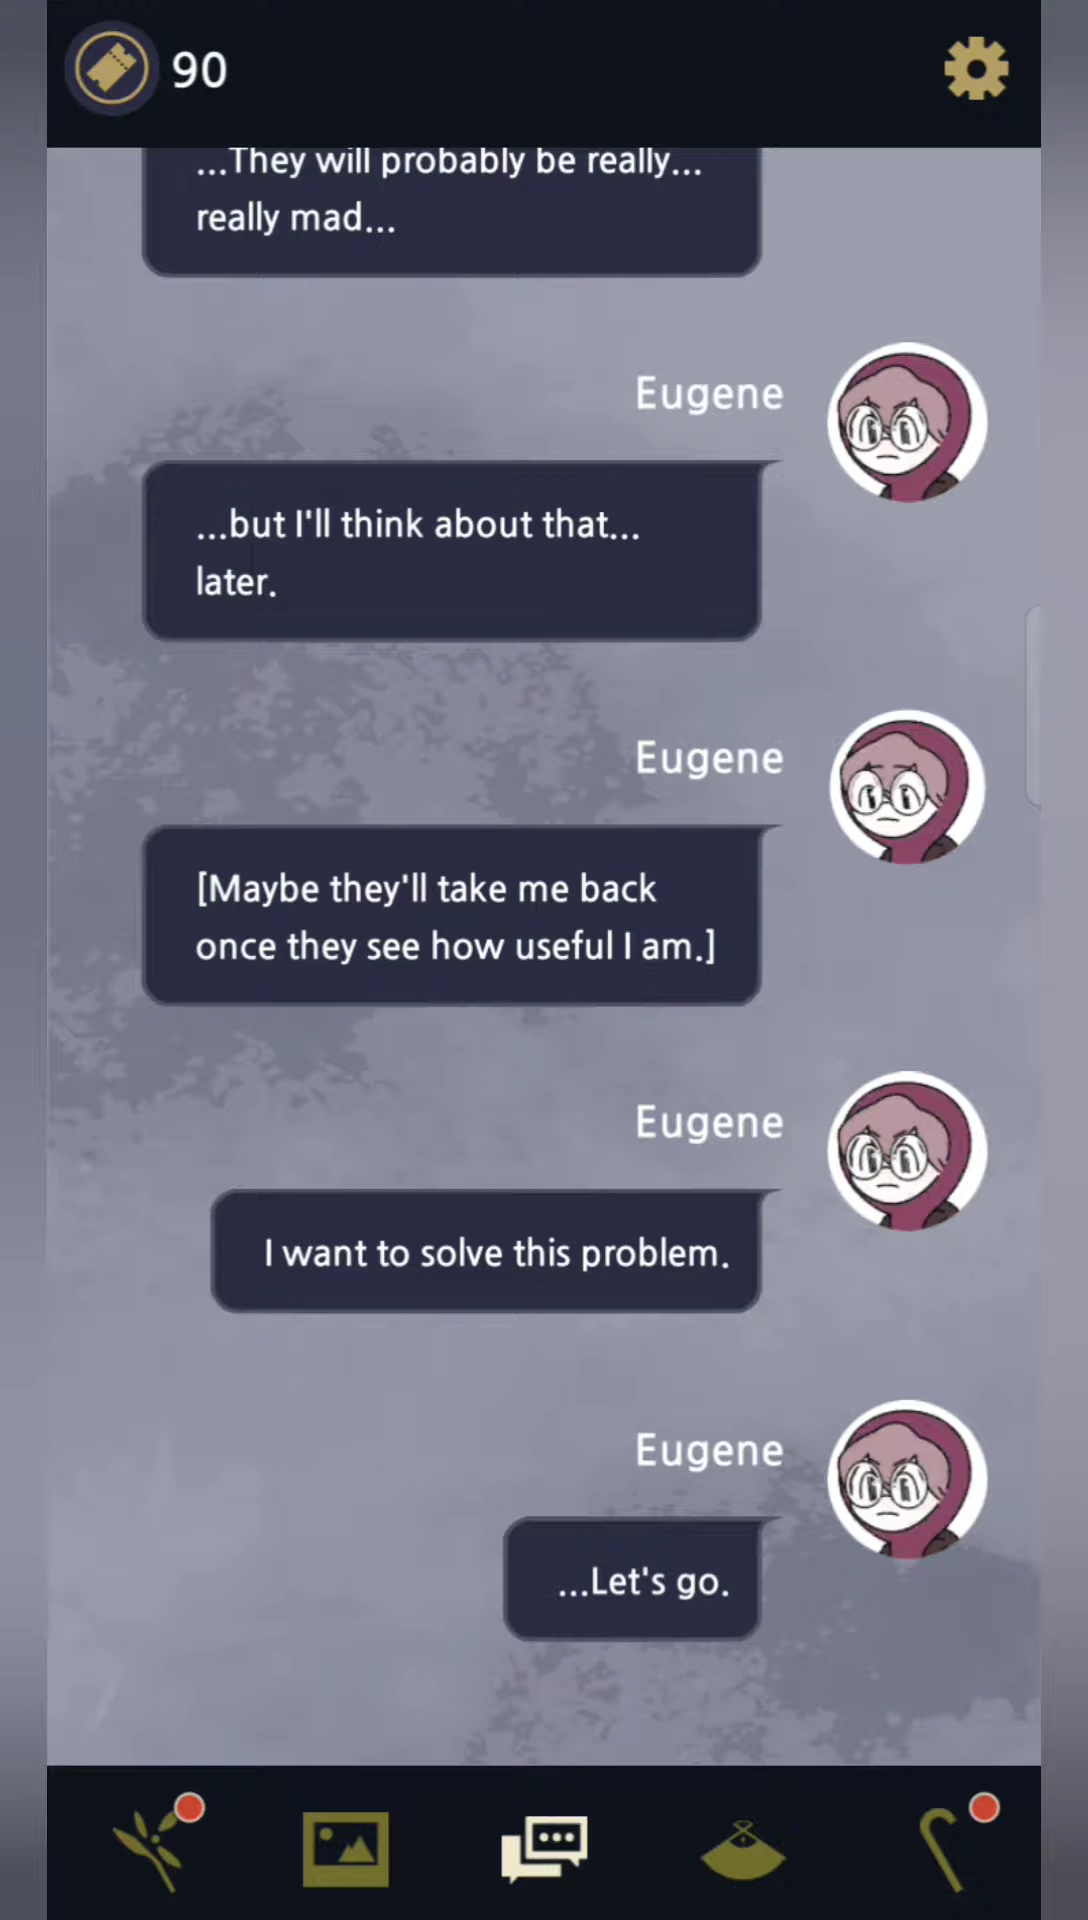 90
...They will probably be really...
really mad...
Eugene
...but I'll think about that...
later.
Eugene
[Maybe they'll take me back
once they see how useful I am.]
Eugene
I want to solve this problem.
Eugene
...Let's go.